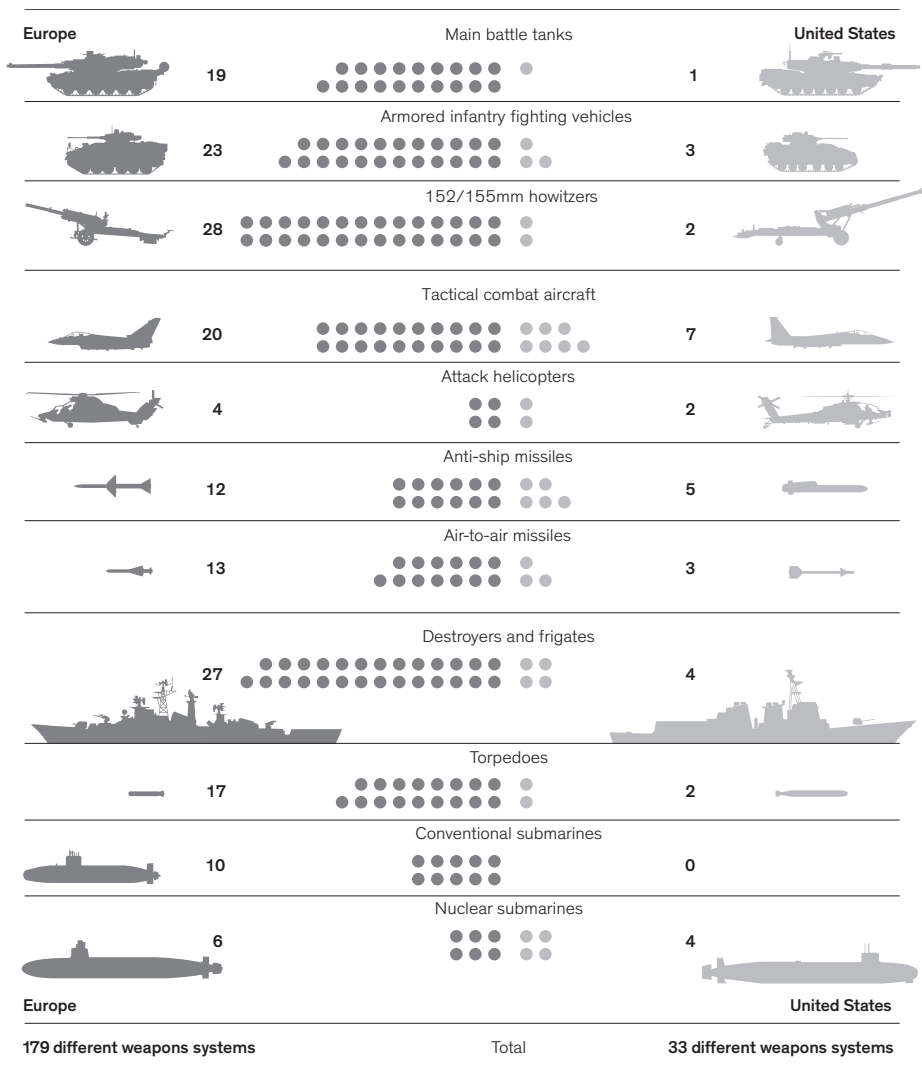 Europe Main battle tanks United States
19 1
Armored infantry fighting vehicles
23 3
152/155mm howitzers
28 2
Tactical combat aircraft
20 7
Attack helicopters
4 2
Anti-ship missiles
12 5
Air-to-air missiles
13 3
Destroyers and frigates
27 4
Torpedoes
17 2
Conventional submarines
10 0
Nuclear submarines
6 4
Europe United States
179 different weapons systems Total 33 different weapons systems